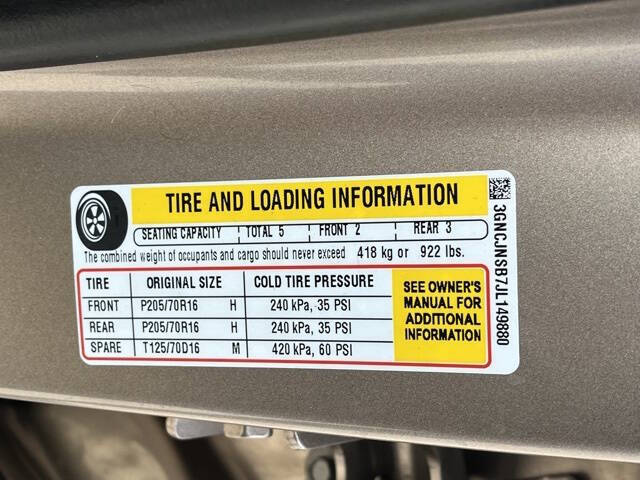 TIRE AND LOADING INFORMATION
SEATING CAPACITY TOTAL 5 FRONT 2 REAR 3
The combined weight of occupants and cargo should never exceed 418 kg or 922 lbs.
TIRE ORIGINAL SIZE COLD TIRE PRESSURE
FRONT P205/70R16 H 240 kPa, 35 PSI
REAR P205/70R16 H 240 kPa, 35 PSI
SPARE T125/70D16 M 420 kPa, 60 PSI
SEE OWNER'S
MANUAL FOR
ADDITIONAL
INFORMATION
3GNCJNSB7JL149880